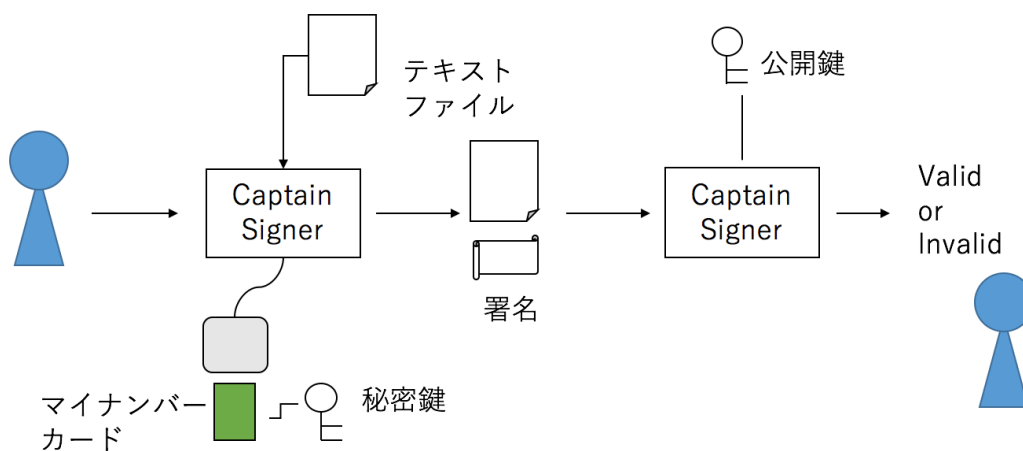 テキスト
ファイル
公開鍵
Captain
Signer
Captain
Signer
Valid
or
Invalid
署名
マイナンバー
カード
秘密鍵